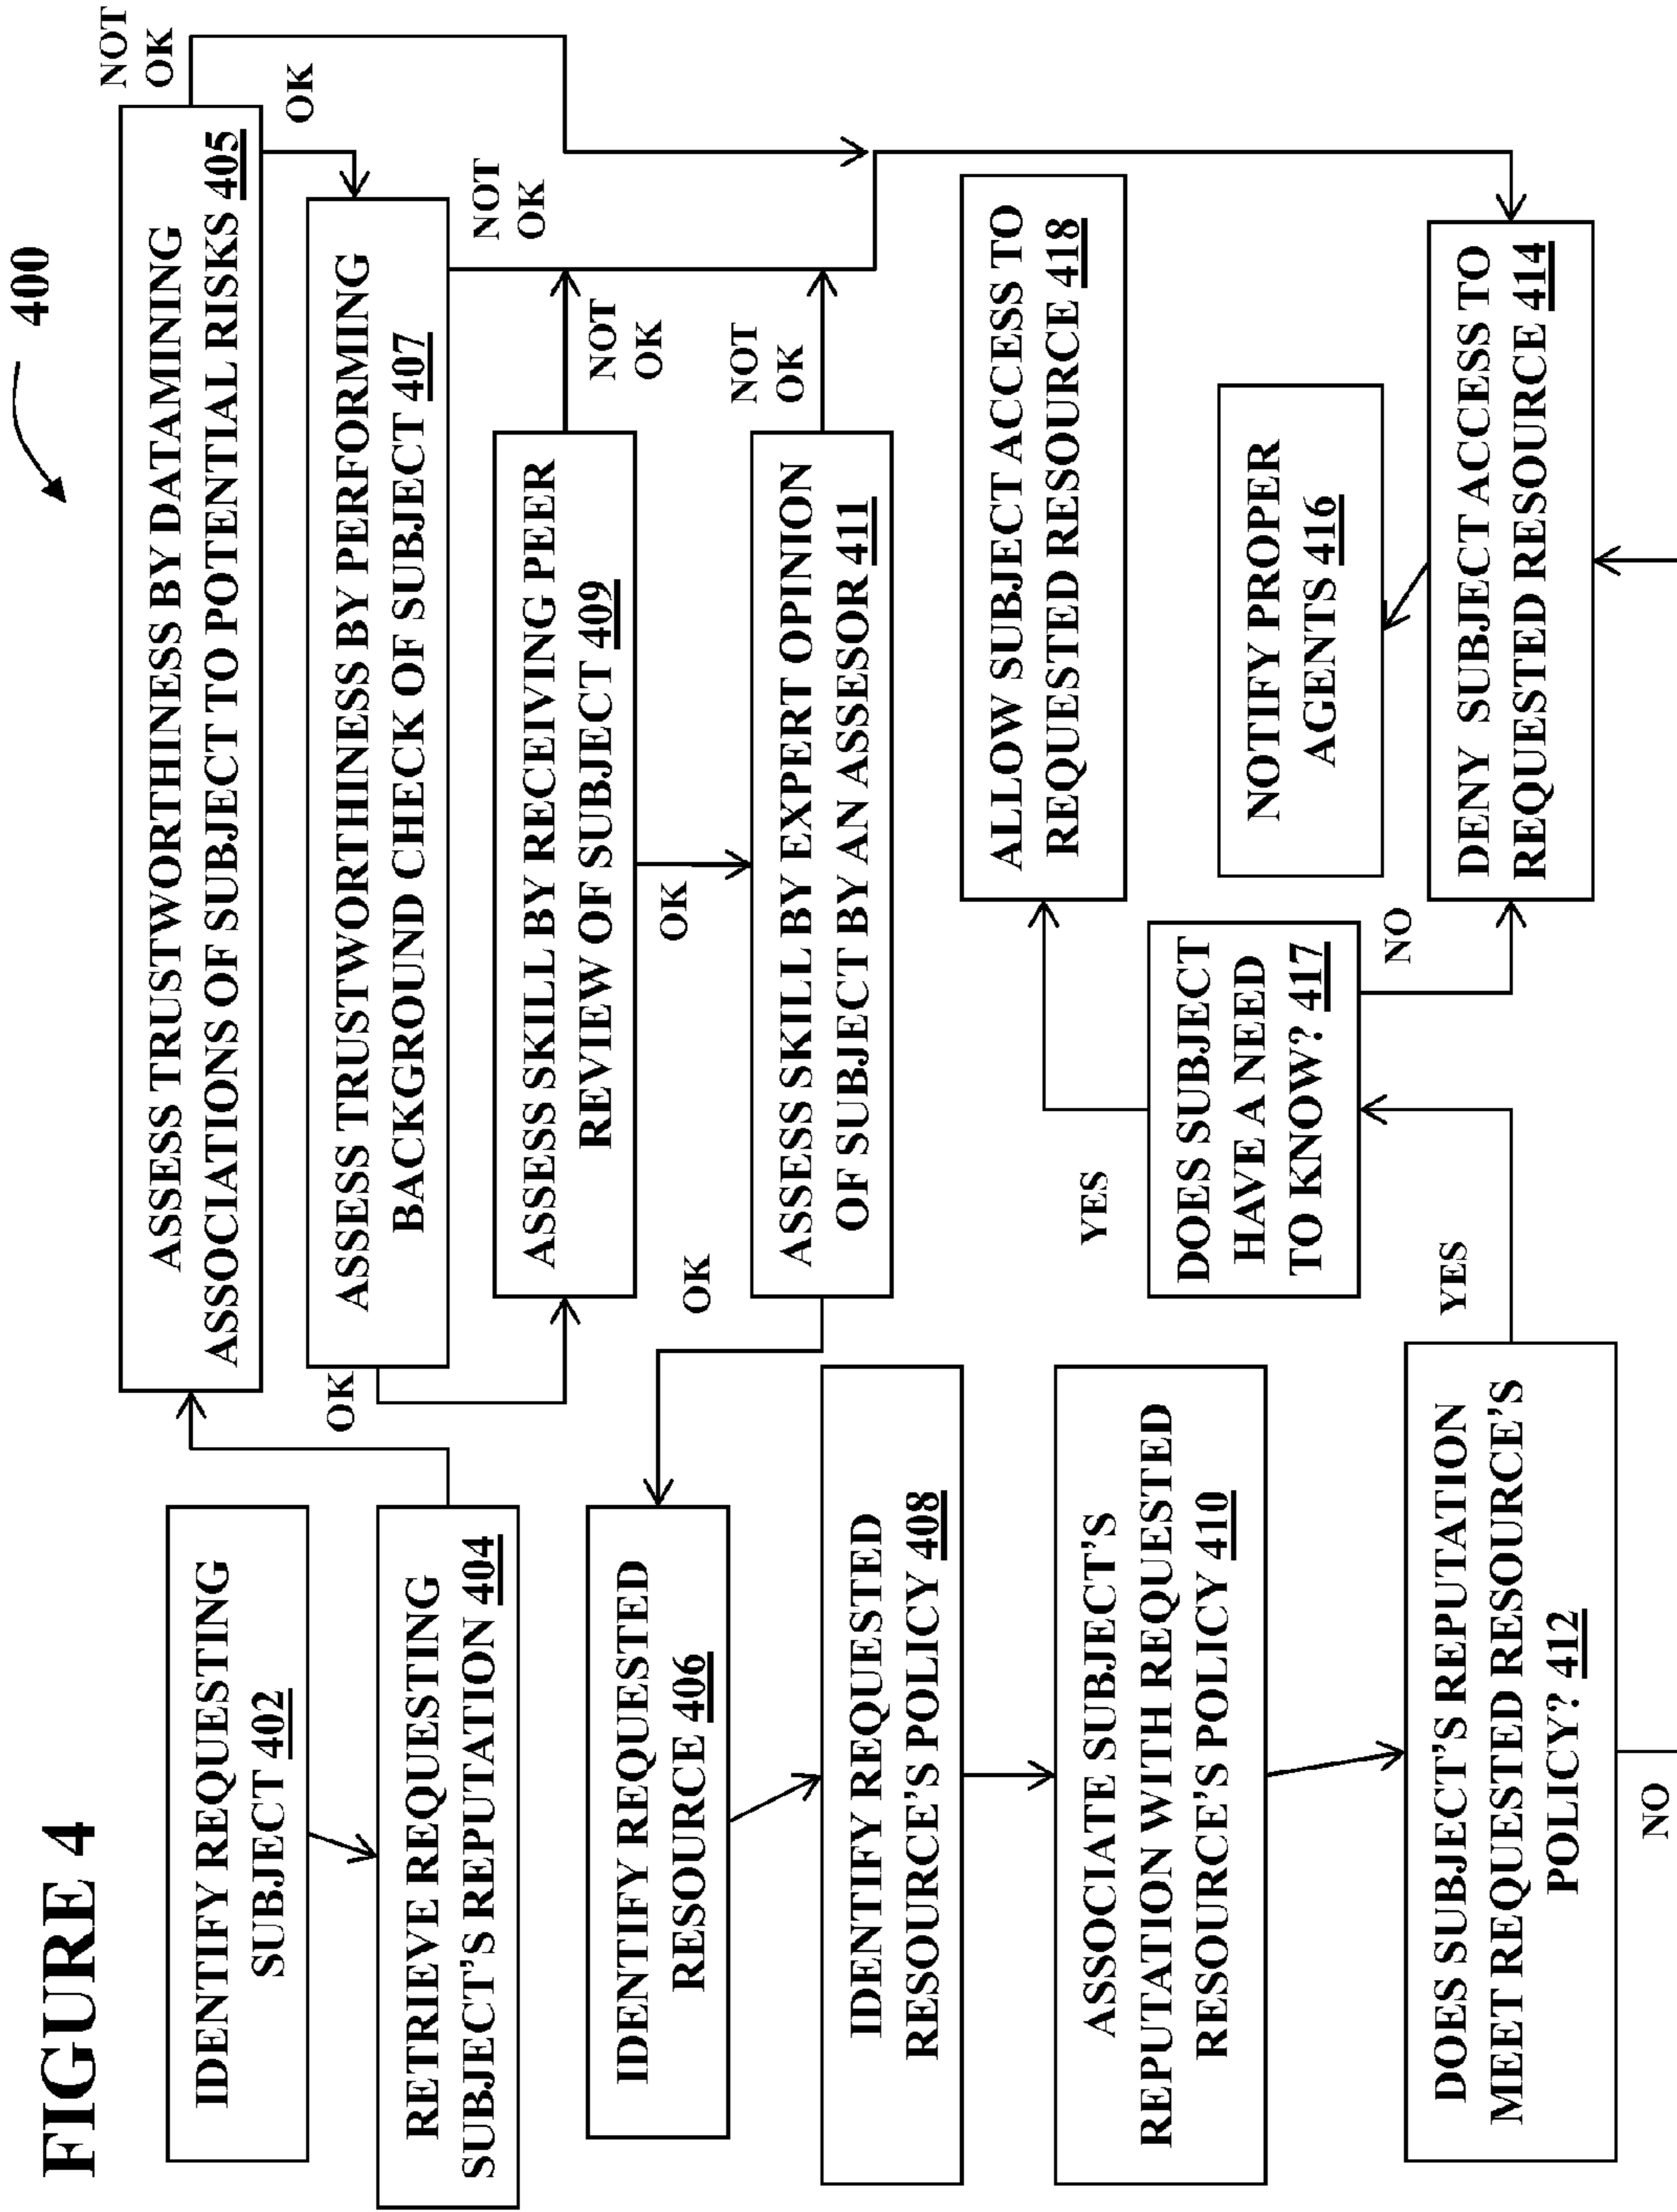 FIGURE 4
400
IDENTIFY REQUESTING
SUBJECT 402
RETRIEVE REQUESTING
SUBJECT'S REPUTATION 404
ASSESS TRUSTWORTHINESS BY DATAMINING
ASSOCIATIONS OF SUBJECT TO POTENTIAL RISKS 405
NOT
OK
OK
ASSESS TRUSTWORTHINESS BY PERFORMING
BACKGROUND CHECK OF SUBJECT 407
NOT
OK
OK
ASSESS SKILL BY RECEIVING PEER
REVIEW OF SUBJECT 409
NOT
OK
OK
ASSESS SKILL BY EXPERT OPINION
OF SUBJECT BY AN ASSESSOR 411
NOT
OK
OK
IDENTIFY REQUESTED
RESOURCE 406
IDENTIFY REQUESTED
RESOURCE'S POLICY 408
ASSOCIATE SUBJECT'S
REPUTATION WITH REQUESTED
RESOURCE'S POLICY 410
DOES SUBJECT'S REPUTATION
MEET REQUESTED RESOURCE'S
POLICY? 412
YES
NO
DOES SUBJECT
HAVE A NEED
TO KNOW? 417
YES
NO
ALLOW SUBJECT ACCESS TO
REQUESTED RESOURCE 418
NOTIFY PROPER
AGENTS 416
DENY SUBJECT ACCESS TO
REQUESTED RESOURCE 414